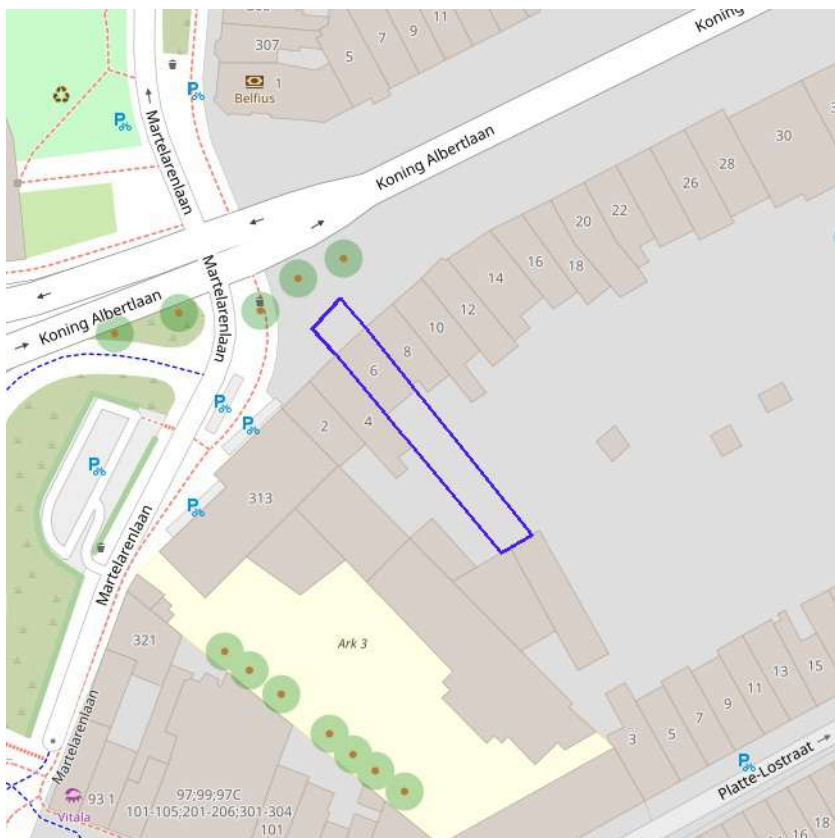 307
5
7
9
11
Koning
1
Belfius
Martelarenlaan
Koning Albertlaan
30
28
26
22
20
18
16
14
12
10
8
6
4
2
Martelarenlaan
Koning Albertlaan
313
Martelarenlaan
321
Ark 3
15
13
11
9
7
5
3
Martelarenlaan
Platte-Lostraat
93 1
Vitala
97;99;97C
101-105;201-206;301-304
101
18
16